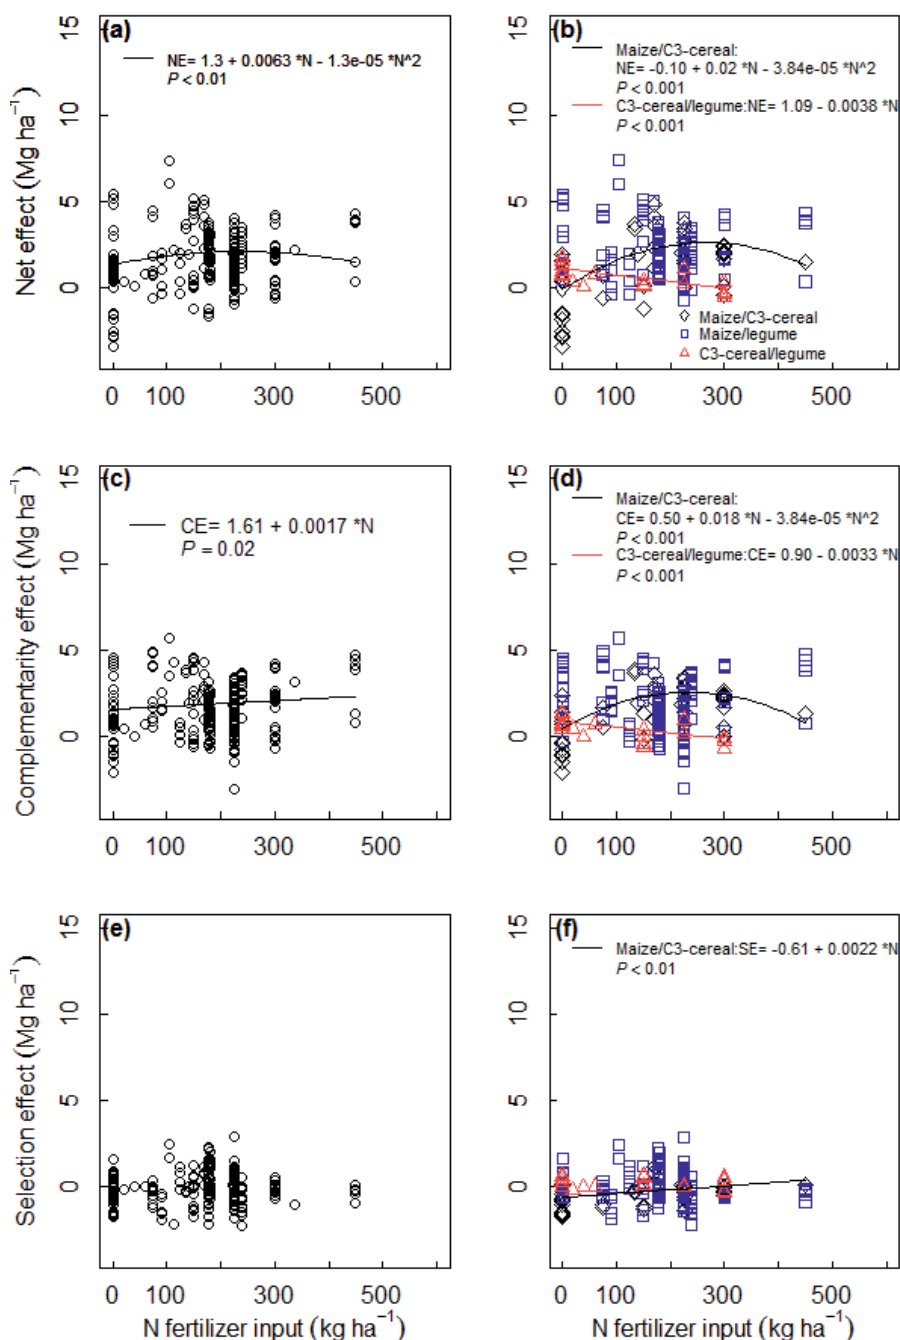 (a)
NE= 1.3 + 0.0063 *N − 1.3e−05 *N^2
P < 0.01
Net effect (Mg ha⁻¹)
15
10
5
0
0 100 300 500
(b)
Maize/C3−cereal:
NE= −0.10 + 0.02 *N − 3.84e−05 *N^2
P < 0.001
C3−cereal/legume:NE= 1.09 − 0.0038 *N
P < 0.001
Maize/C3−cereal
Maize/legume
C3−cereal/legume
15
10
5
0
0 100 300 500
(c)
CE= 1.61 + 0.0017 *N
P = 0.02
Complementarity effect (Mg ha⁻¹)
15
10
5
0
0 100 300 500
(d)
Maize/C3−cereal:
CE= 0.50 + 0.018 *N − 3.84e−05 *N^2
P < 0.001
C3−cereal/legume:CE= 0.90 − 0.0033 *N
P < 0.001
15
10
5
0
0 100 300 500
(e)
Selection effect (Mg ha⁻¹)
15
10
5
0
0 100 300 500
N fertilizer input (kg ha⁻¹)
(f)
Maize/C3−cereal:SE= −0.61 + 0.0022 *N
P < 0.01
15
10
5
0
0 100 300 500
N fertilizer input (kg ha⁻¹)